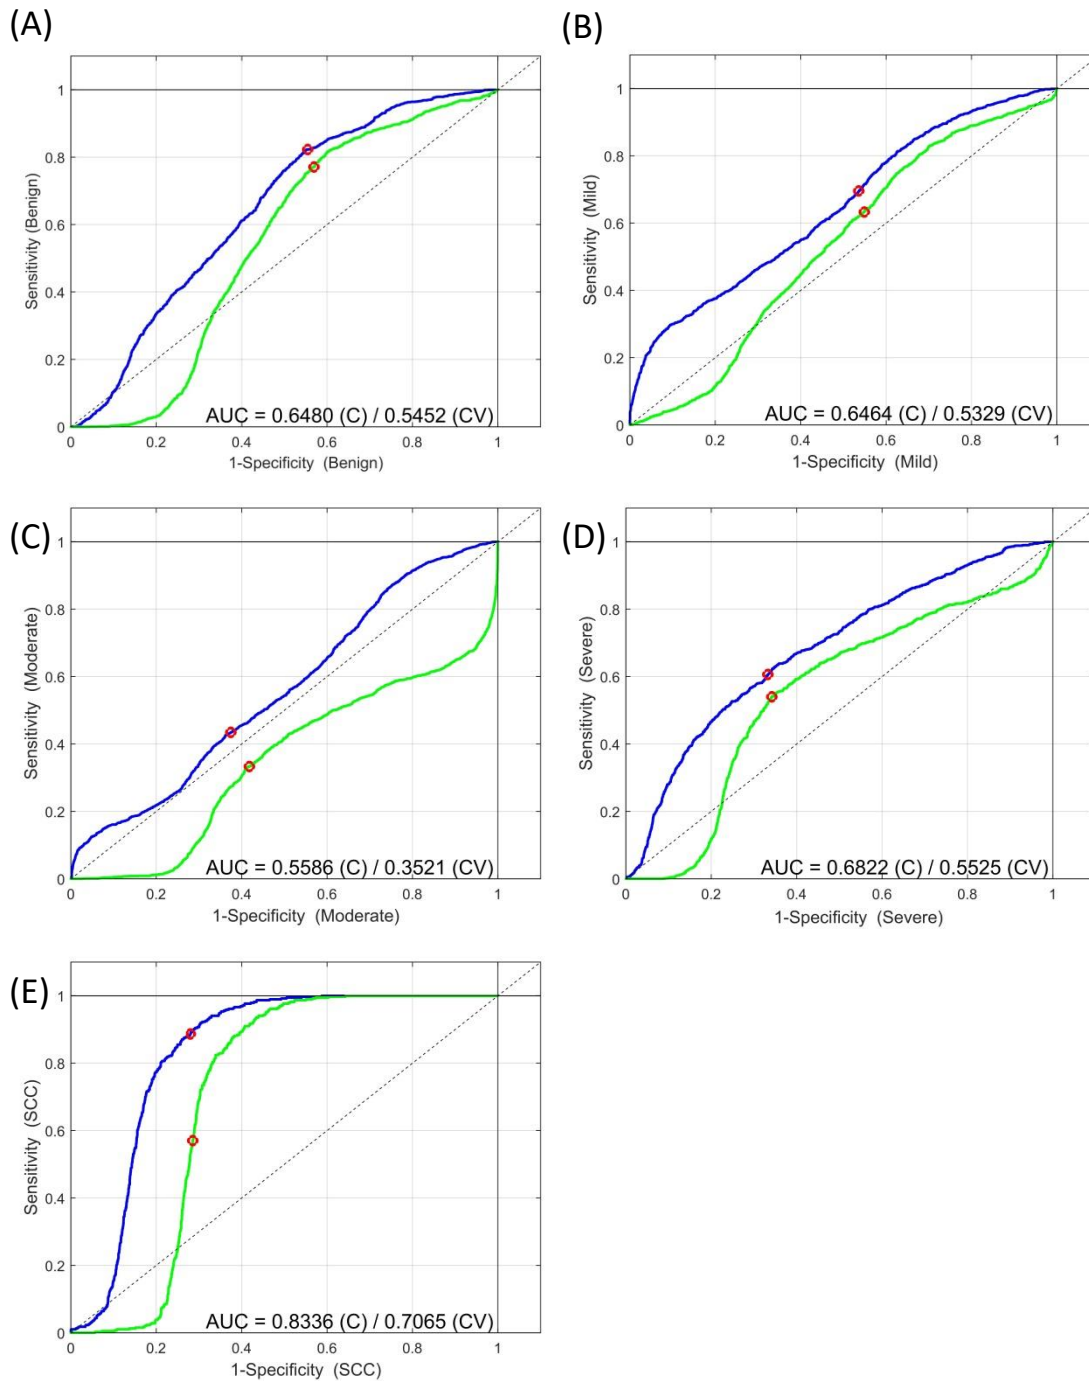 (A)
1
0.8
0.6
0.4
0.2
0
Sensitivity (Benign)
AUC = 0.6480 (C) / 0.5452 (CV)
0 0.2 0.4 0.6 0.8 1
1-Specificity (Benign)
(B)
1
0.8
0.6
0.4
0.2
0
Sensitivity (Mild)
AUC = 0.6464 (C) / 0.5329 (CV)
0 0.2 0.4 0.6 0.8 1
1-Specificity (Mild)
(C)
1
0.8
0.6
0.4
0.2
0
Sensitivity (Moderate)
AUC = 0.5586 (C) / 0.3521 (CV)
0 0.2 0.4 0.6 0.8 1
1-Specificity (Moderate)
(D)
1
0.8
0.6
0.4
0.2
0
Sensitivity (Severe)
AUC = 0.6822 (C) / 0.5525 (CV)
0 0.2 0.4 0.6 0.8 1
1-Specificity (Severe)
(E)
1
0.8
0.6
0.4
0.2
0
Sensitivity (SCC)
AUC = 0.8336 (C) / 0.7065 (CV)
0 0.2 0.4 0.6 0.8 1
1-Specificity (SCC)